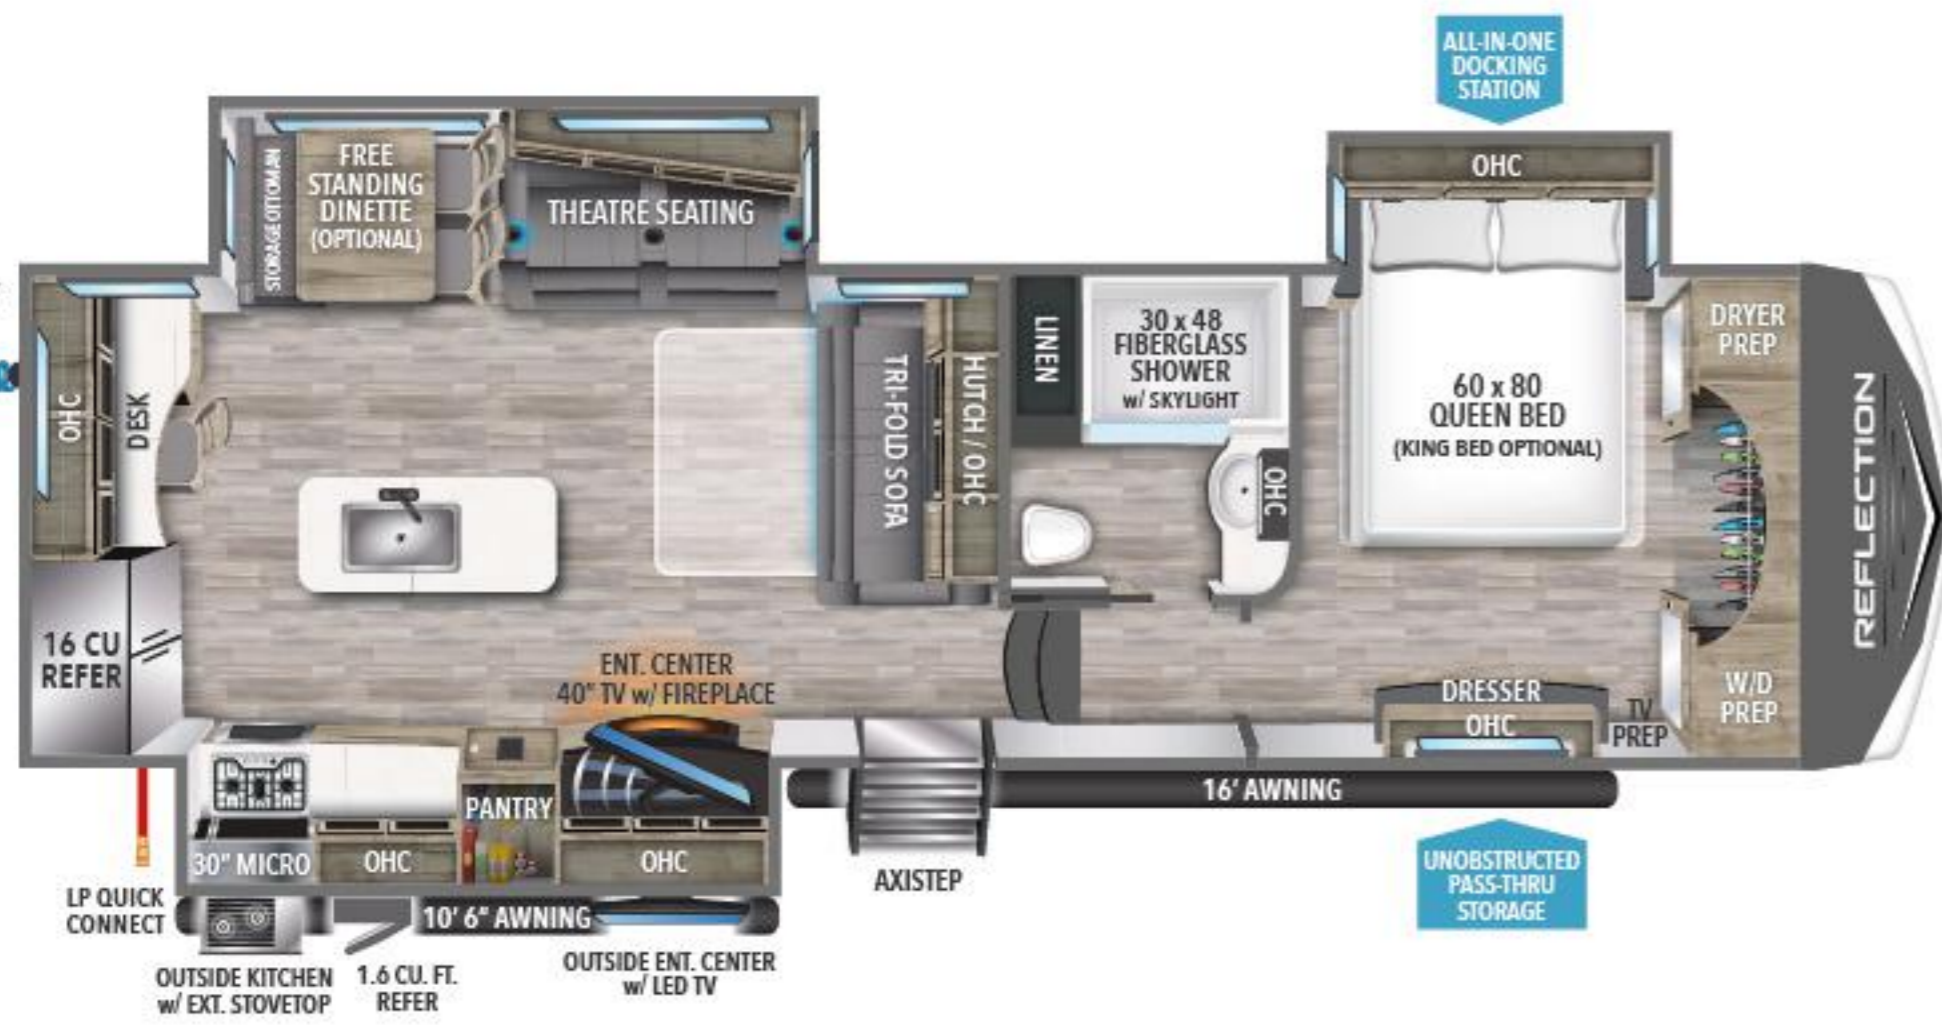 ALL-IN-ONE
DOCKING
STATION
STORAGE OTTOMAN
FREE
STANDING
DINETTE
(OPTIONAL)
THEATRE SEATING
OHC
OHC
DESK
TRI-FOLD SOFA
HUTCH / OHC
LINEN
30 x 48
FIBERGLASS
SHOWER
w/ SKYLIGHT
OHC
60 x 80
QUEEN BED
(KING BED OPTIONAL)
DRYER
PREP
REFLECTION
16 CU
REFER
ENT. CENTER
40" TV w/ FIREPLACE
DRESSER
OHC
TV
PREP
W/D
PREP
PANTRY
30" MICRO
OHC
OHC
16' AWNING
AXISTEP
UNOBSTRUCTED
PASS-THRU
STORAGE
LP QUICK
CONNECT
10' 6" AWNING
OUTSIDE KITCHEN
w/ EXT. STOVETOP
1.6 CU. FT.
REFER
OUTSIDE ENT. CENTER
w/ LED TV